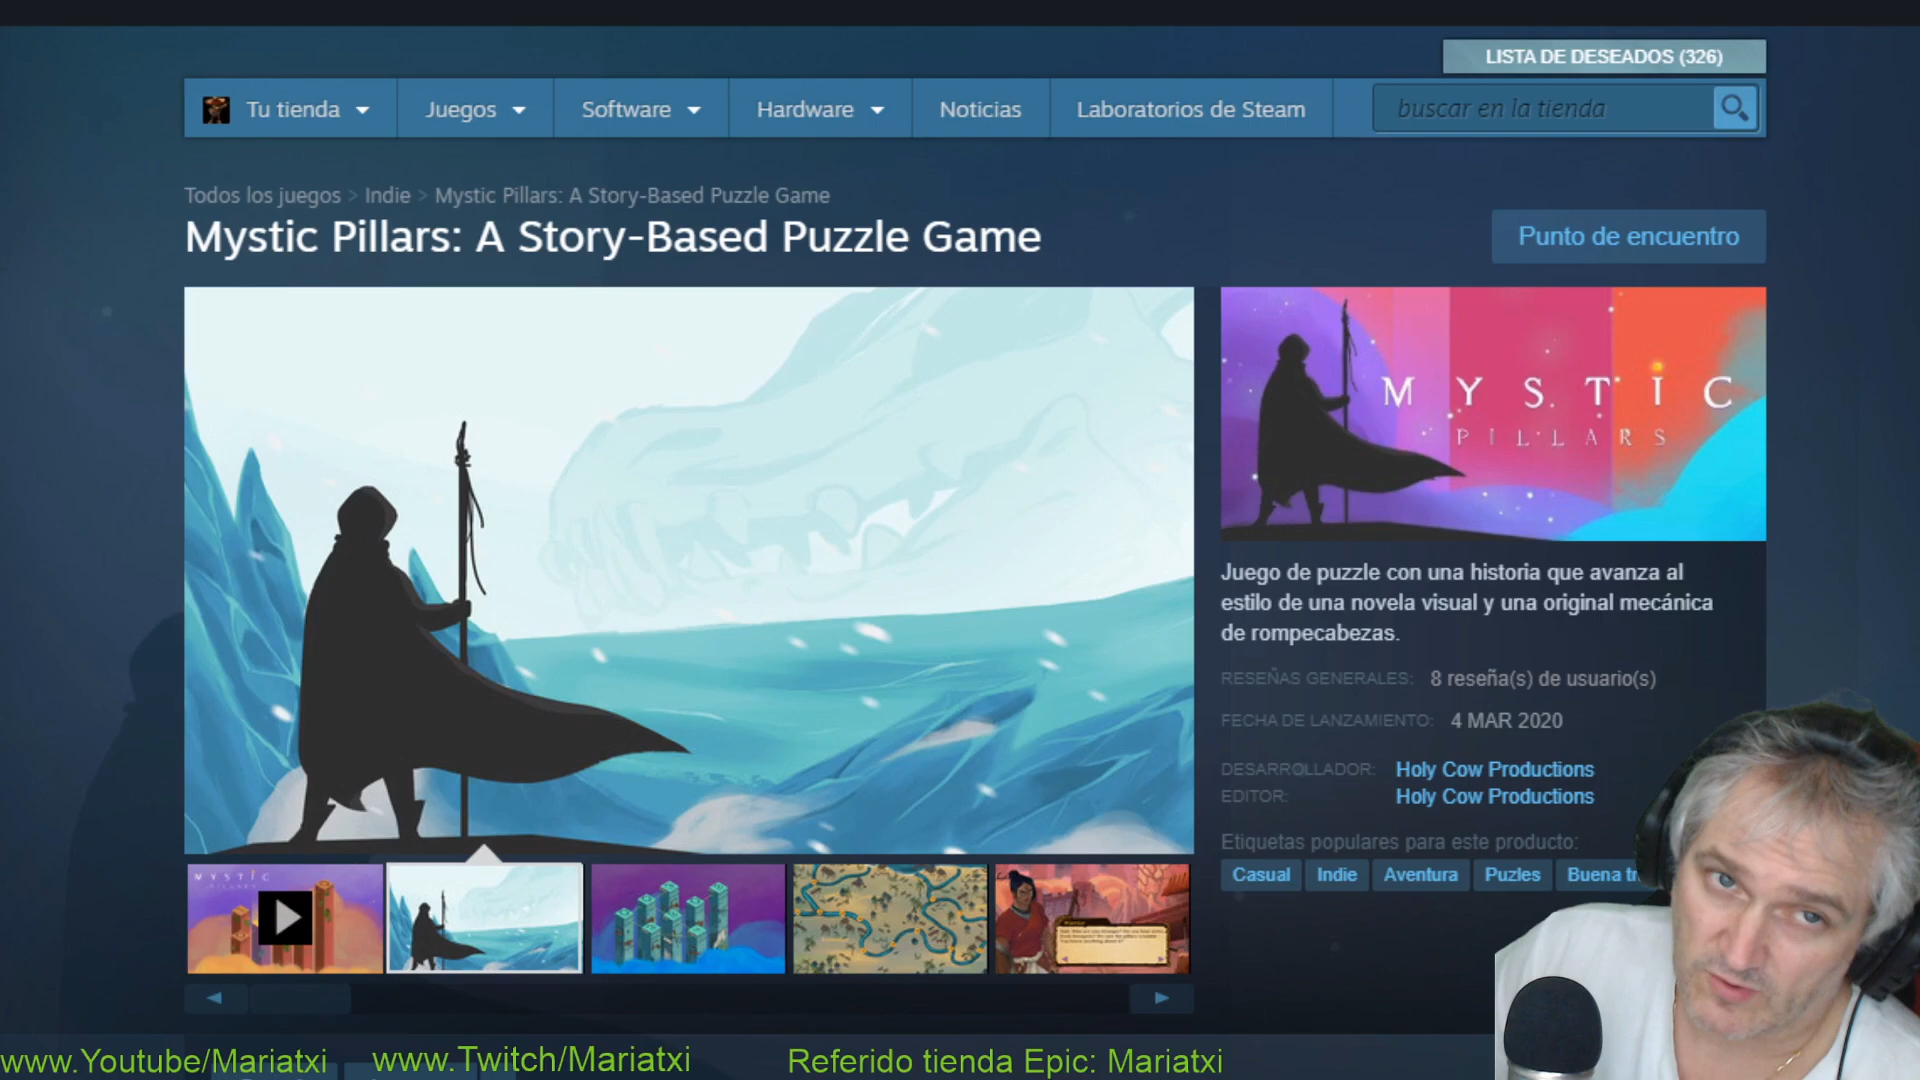 LISTA DE DESEADOS (326)
Tu tienda
Juegos
Software
Hardware
Noticias
Laboratorios de Steam
buscar en la tienda
Todos los juegos > Indie > Mystic Pillars: A Story-Based Puzzle Game
Mystic Pillars: A Story-Based Puzzle Game
Punto de encuentro
MYSTIC
PILLARS
Juego de puzzle con una historia que avanza al
estilo de una novela visual y una original mecánica
de rompecabezas.
RESEÑAS GENERALES: 8 reseña(s) de usuario(s)
FECHA DE LANZAMIENTO: 4 MAR 2020
DESARROLLADOR: Holy Cow Productions
EDITOR: Holy Cow Productions
Etiquetas populares para este producto:
Casual
Indie
Aventura
Puzles
Buena
MYSTIC
www.Youtube/Mariatxi
www.Twitch/Mariatxi
Referido tienda Epic: Mariatxi